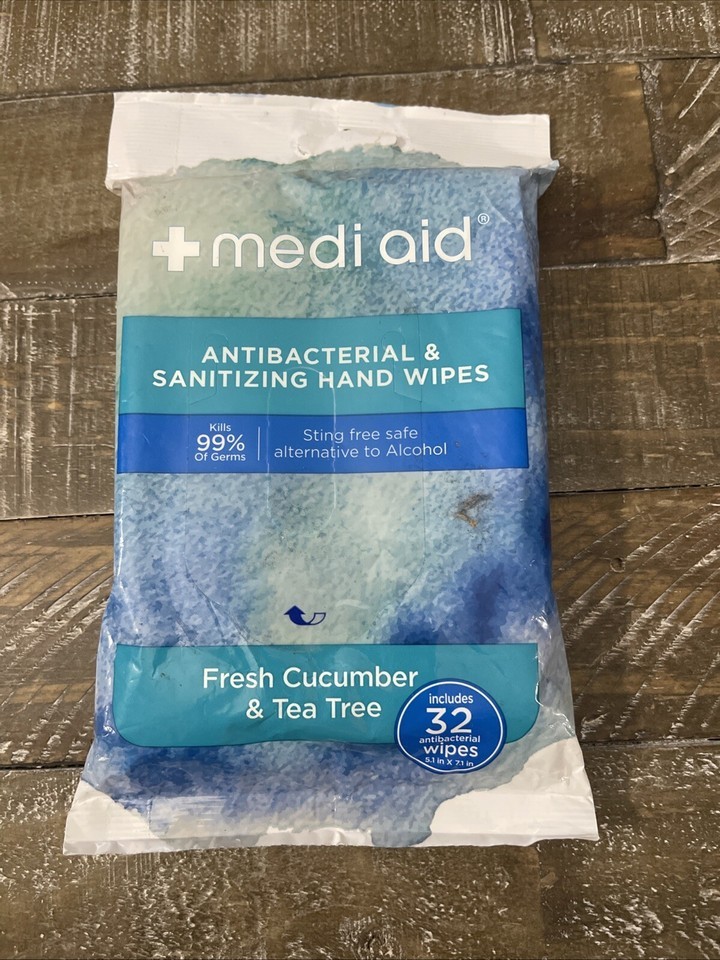 medi aid®
ANTIBACTERIAL &
SANITIZING HAND WIPES
Kills
99%
Of Germs
Sting free safe
alternative to Alcohol
Fresh Cucumber
& Tea Tree
includes
32
antibacterial
wipes
5.1 in X 7.1 in